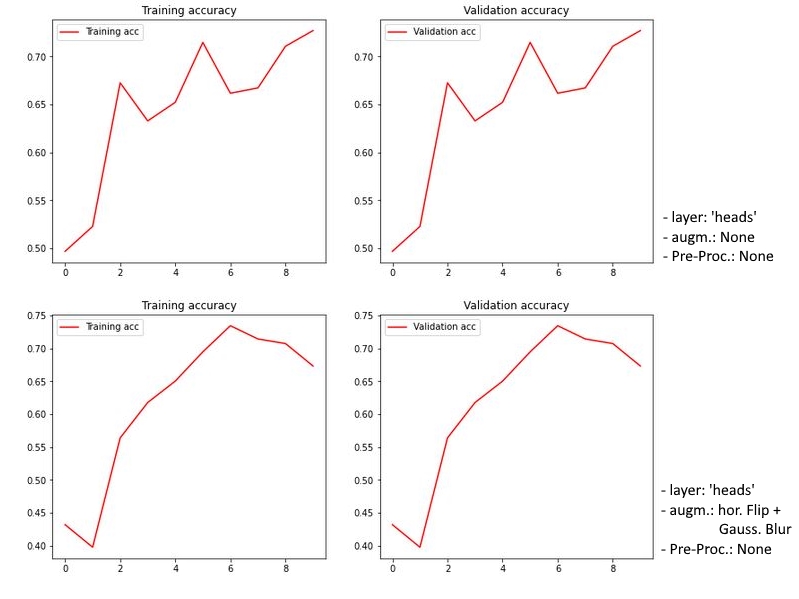 Training accuracy
Training acc
0.70
0.65
0.60
0.55
0.50
0 2 4 6 8
Validation accuracy
Validation acc
0.70
0.65
0.60
0.55
0.50
0 2 4 6 8
- layer: 'heads'
- augm.: None
- Pre-Proc.: None
Training accuracy
Training acc
0.75
0.70
0.65
0.60
0.55
0.50
0.45
0.40
0 2 4 6 8
Validation accuracy
Validation acc
0.75
0.70
0.65
0.60
0.55
0.50
0.45
0.40
0 2 4 6 8
- layer: 'heads'
- augm.: hor. Flip +
Gauss. Blur
- Pre-Proc.: None